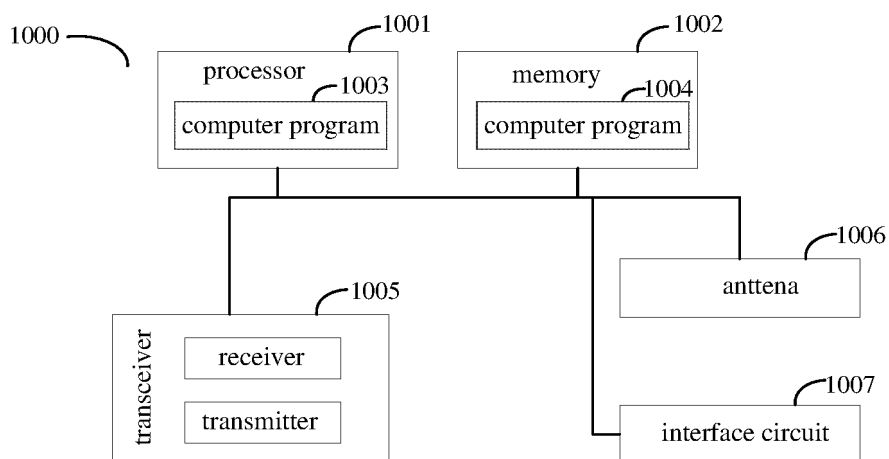 1000
1001
1002
processor
memory
1003
1004
computer program
computer program
1006
anttena
1005
transceiver
receiver
transmitter
1007
interface circuit